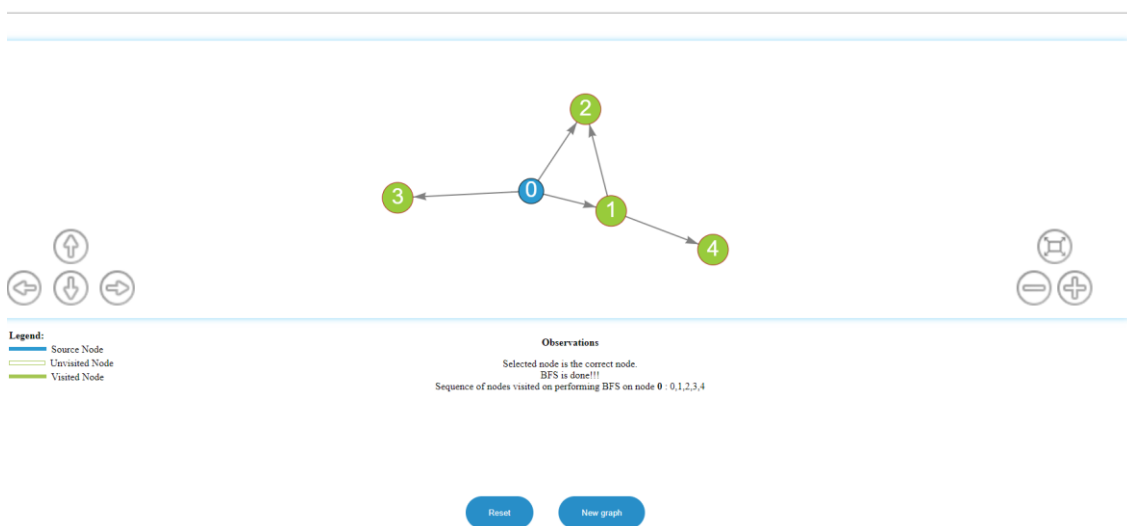 2
3
0
1
4
Legend:
Source Node
Unvisited Node
Visited Node
Observations
Selected node is the correct node.
BFS is done!!!
Sequence of nodes visited on performing BFS on node 0 : 0,1,2,3,4
Reset
New graph